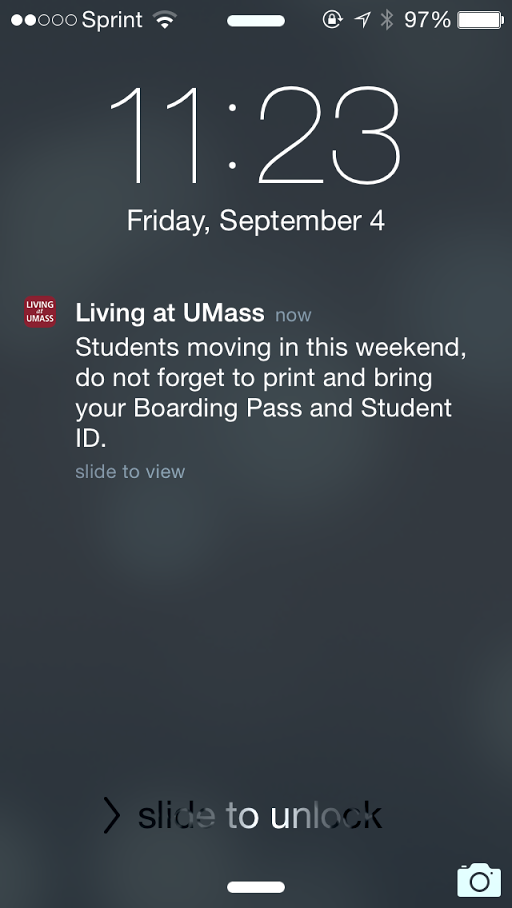 Sprint 97%
11:23
Friday, September 4
LIVING
at
UMASS
Living at UMass now
Students moving in this weekend,
do not forget to print and bring
your Boarding Pass and Student
ID.
slide to view
slide to unlock